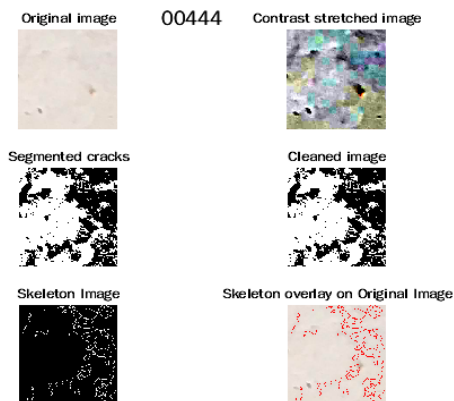 Original image
00444
Contrast stretched image
Segmented cracks
Cleaned image
Skeleton Image
Skeleton overlay on Original Image